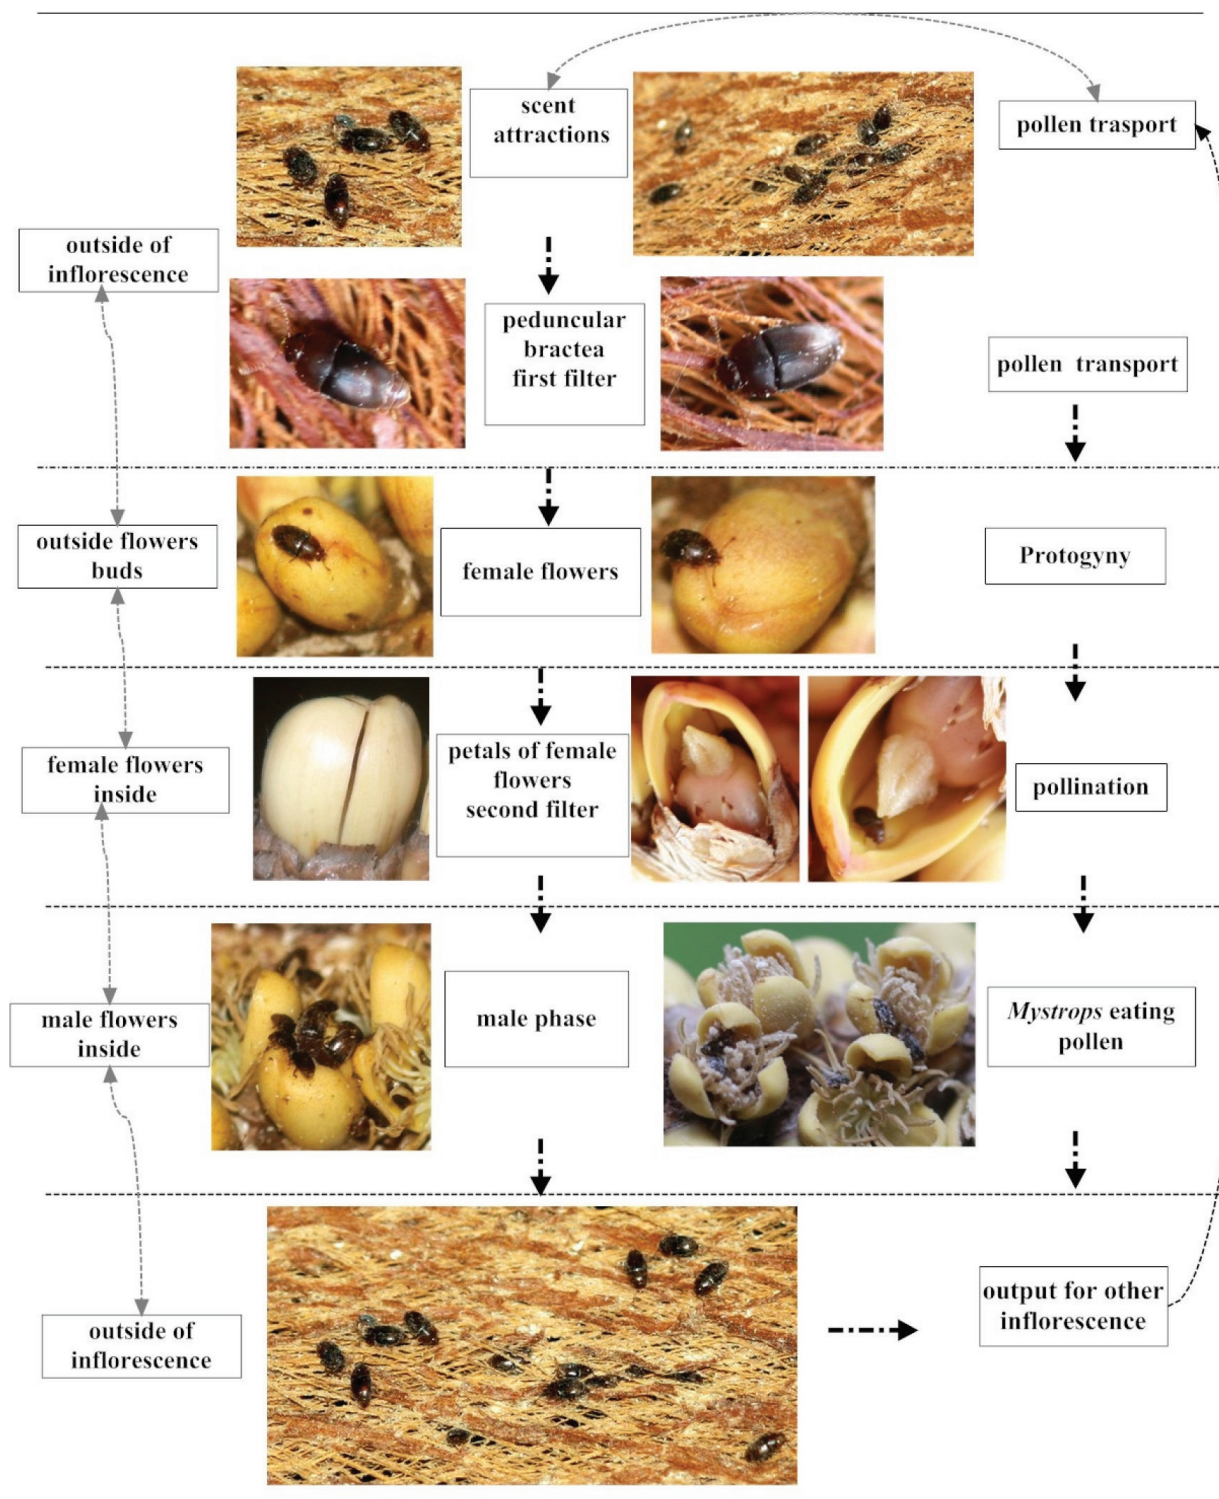 scent
attractions
pollen trasport
outside of
inflorescence
peduncular
bractea
first filter
pollen transport
outside flowers
buds
female flowers
Protogyny
female flowers
inside
petals of female
flowers
second filter
pollination
male flowers
inside
male phase
Mystrops eating
pollen
outside of
inflorescence
output for other
inflorescence